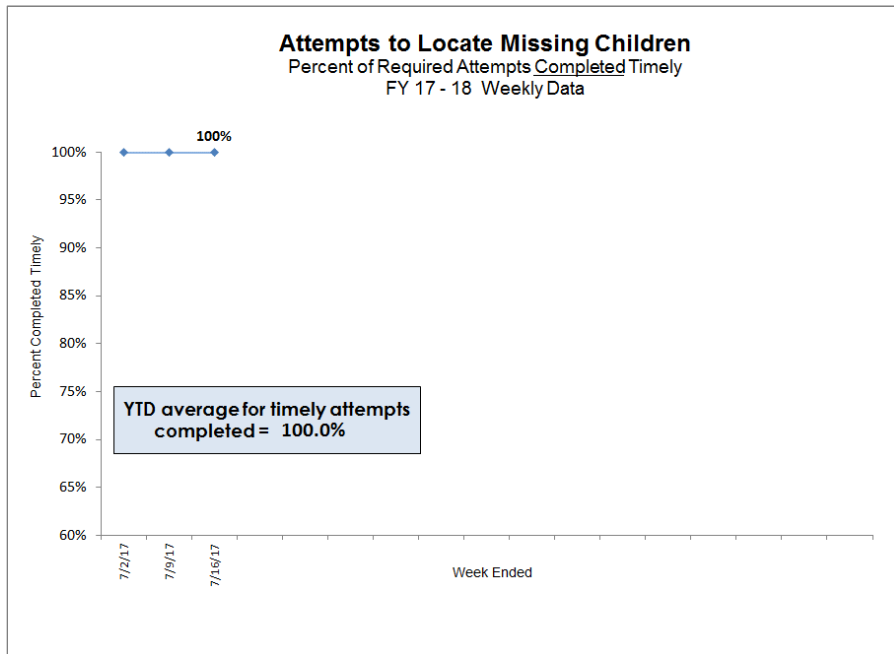 Attempts to Locate Missing Children
Percent of Required Attempts Completed Timely
FY 17 - 18 Weekly Data
100%
100%
95%
90%
85%
80%
75%
70%
65%
60%
Percent Completed Timely
YTD average for timely attempts
completed = 100.0%
7/2/17
7/9/17
7/16/17
Week Ended